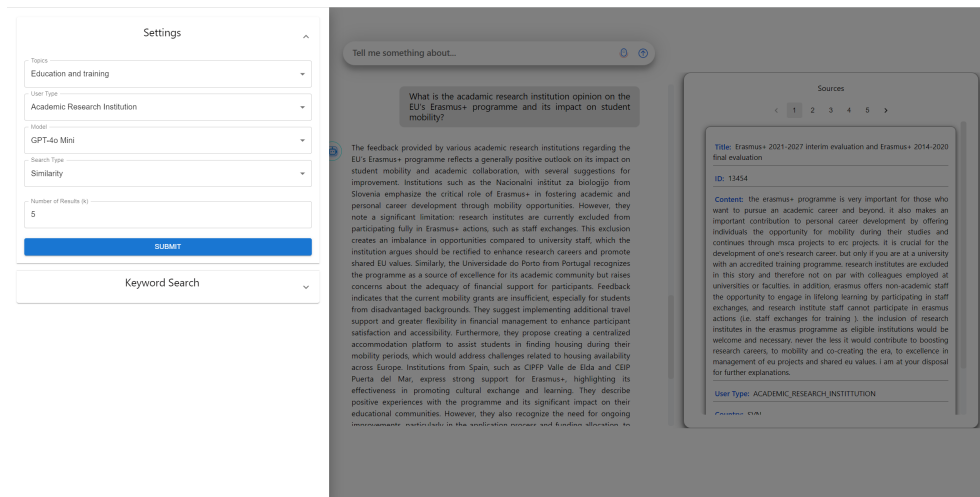 Settings
Topics
Education and training
User Type
Academic Research Institution
Model
GPT-4o Mini
Search Type
Similarity
Number of Results (k)
5
SUBMIT
Keyword Search
Tell me something about...
What is the acadamic research institution opinion on the
EU's Erasmus+ programme and its impact on student
mobility?
The feedback provided by various academic research institutions regarding the
EU's Erasmus+ programme reflects a generally positive outlook on its impact on
student mobility and academic collaboration, with several suggestions for
improvement. Institutions such as the Nacionalni inštitut za biologijo from
Slovenia emphasize the critical role of Erasmus+ in fostering academic and
personal career development through mobility opportunities. However, they
note a significant limitation: research institutes are currently excluded from
participating fully in Erasmus+ actions, such as staff exchanges. This exclusion
creates an imbalance in opportunities compared to university staff, which the
institution argues should be rectified to enhance research careers and promote
shared EU values. Similarly, the Universidade do Porto from Portugal recognizes
the programme as a source of excellence for its academic community but raises
concerns about the adequacy of financial support for participants. Feedback
indicates that the current mobility grants are insufficient, especially for students
from disadvantaged backgrounds. They suggest implementing additional travel
support and greater flexibility in financial management to enhance participant
satisfaction and accessibility. Furthermore, they propose creating a centralized
accommodation platform to assist students in finding housing during their
mobility periods, which would address challenges related to housing availability
across Europe. Institutions from Spain, such as CIPFP Valle de Elda and CEIP
Puerta del Mar, express strong support for Erasmus+, highlighting its
effectiveness in promoting cultural exchange and learning. They describe
positive experiences with the programme and its significant impact on their
educational communities. However, they also recognize the need for ongoing
improvements, particularly in the application process and funding allocation, to
Sources
< 1 2 3 4 5 >
Title: Erasmus+ 2021-2027 interim evaluation and Erasmus+ 2014-2020
final evaluation
ID: 13454
Content: the erasmus+ programme is very important for those who
want to pursue an academic career and beyond. it also makes an
important contribution to personal career development by offering
individuals the opportunity for mobility during their studies and
continues through msca projects to erc projects. it is crucial for the
development of one's research career. but only if you are at a university
with an accredited training programme. research institutes are excluded
in this story and therefore not on par with colleagues employed at
universities or faculties. in addition, erasmus offers non-academic staff
the opportunity to engage in lifelong learning by participating in staff
exchanges, and research institute staff cannot participate in erasmus
actions (i.e. staff exchanges for training ). the inclusion of research
institutes in the erasmus programme as eligible institutions would be
welcome and necessary. never the less it would contribute to boosting
research careers, to mobility and co-creating the era, to excellence in
management of eu projects and shared eu values. i am at your disposal
for further explanations.
User Type: ACADEMIC_RESEARCH_INSTITTUTION
Country: SVN